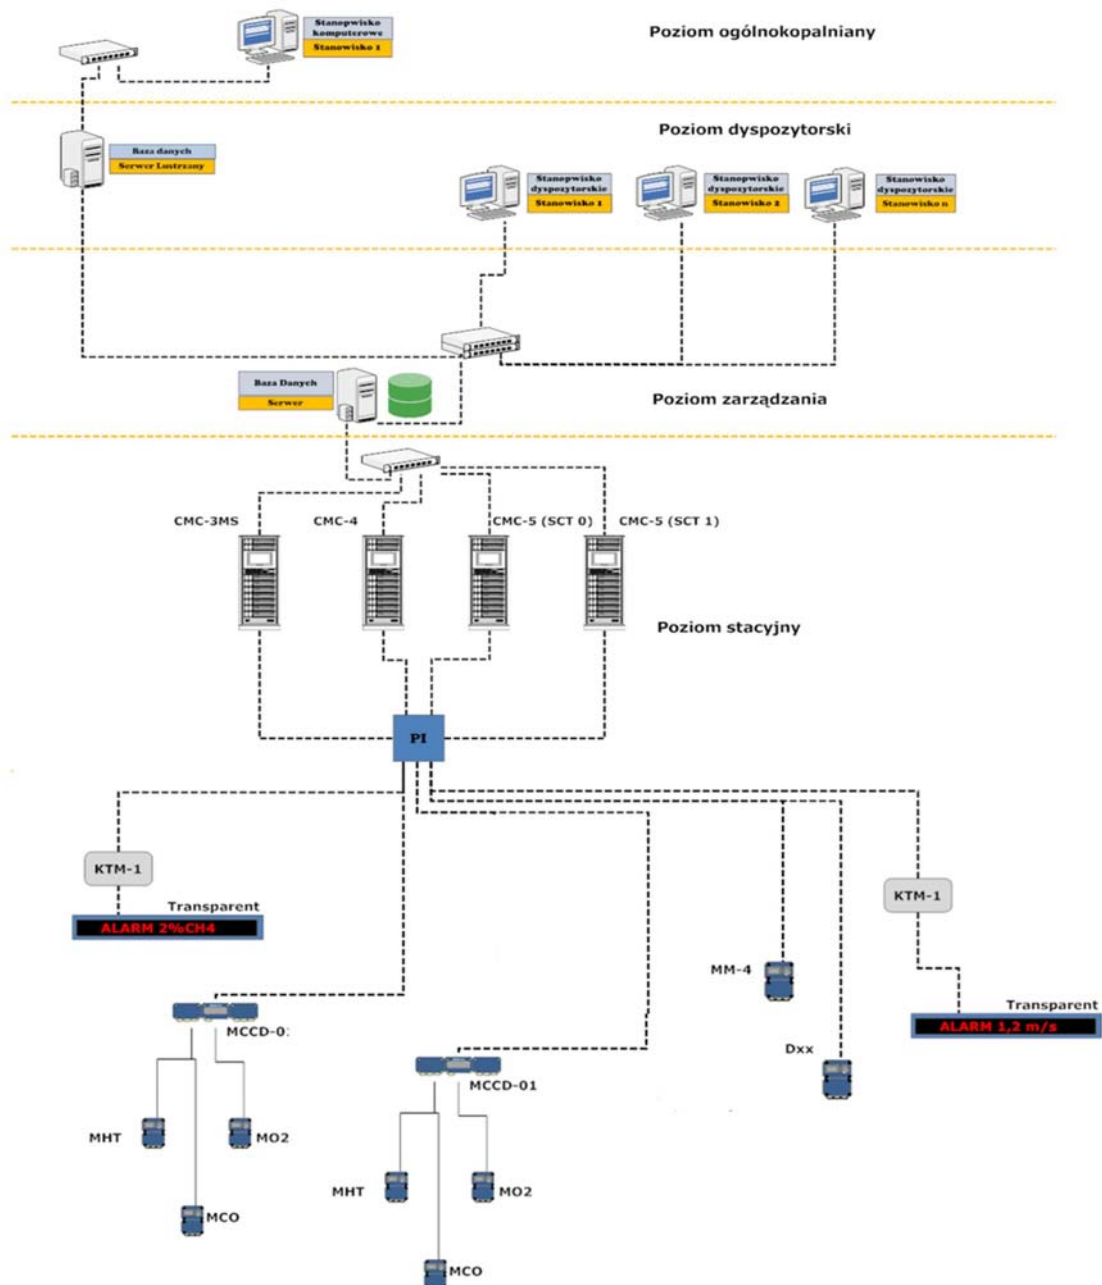 Stanopwisko
komputerowe
Stanowisko 1
Poziom ogólnokopalniany
Poziom dyspozytorski
Baza danych
Serwer Lustrzany
Stanopwisko
dyspozytorskie
Stanowisko 1
Stanopwisko
dyspozytorskie
Stanowisko 2
Stanopwisko
dyspozytorskie
Stanowisko n
Baza Danych
Serwer
Poziom zarządzania
CMC-3MS
CMC-4
CMC-5 (SCT 0)
CMC-5 (SCT 1)
Poziom stacyjny
PI
KTM-1
Transparent
ALARM 2%CH4
KTM-1
Transparent
ALARM 1,2 m/s
MM-4
Dxx
MCCD-0
MCCD-01
MHT
MO2
MCO
MHT
MO2
MCO